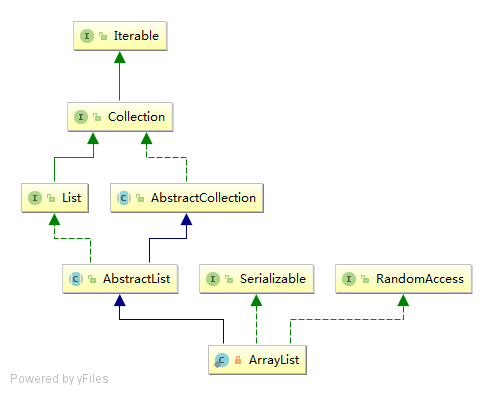 I Iterable
I Collection
I List
C AbstractCollection
C AbstractList
I Serializable
I RandomAccess
C ArrayList
Powered by yFiles